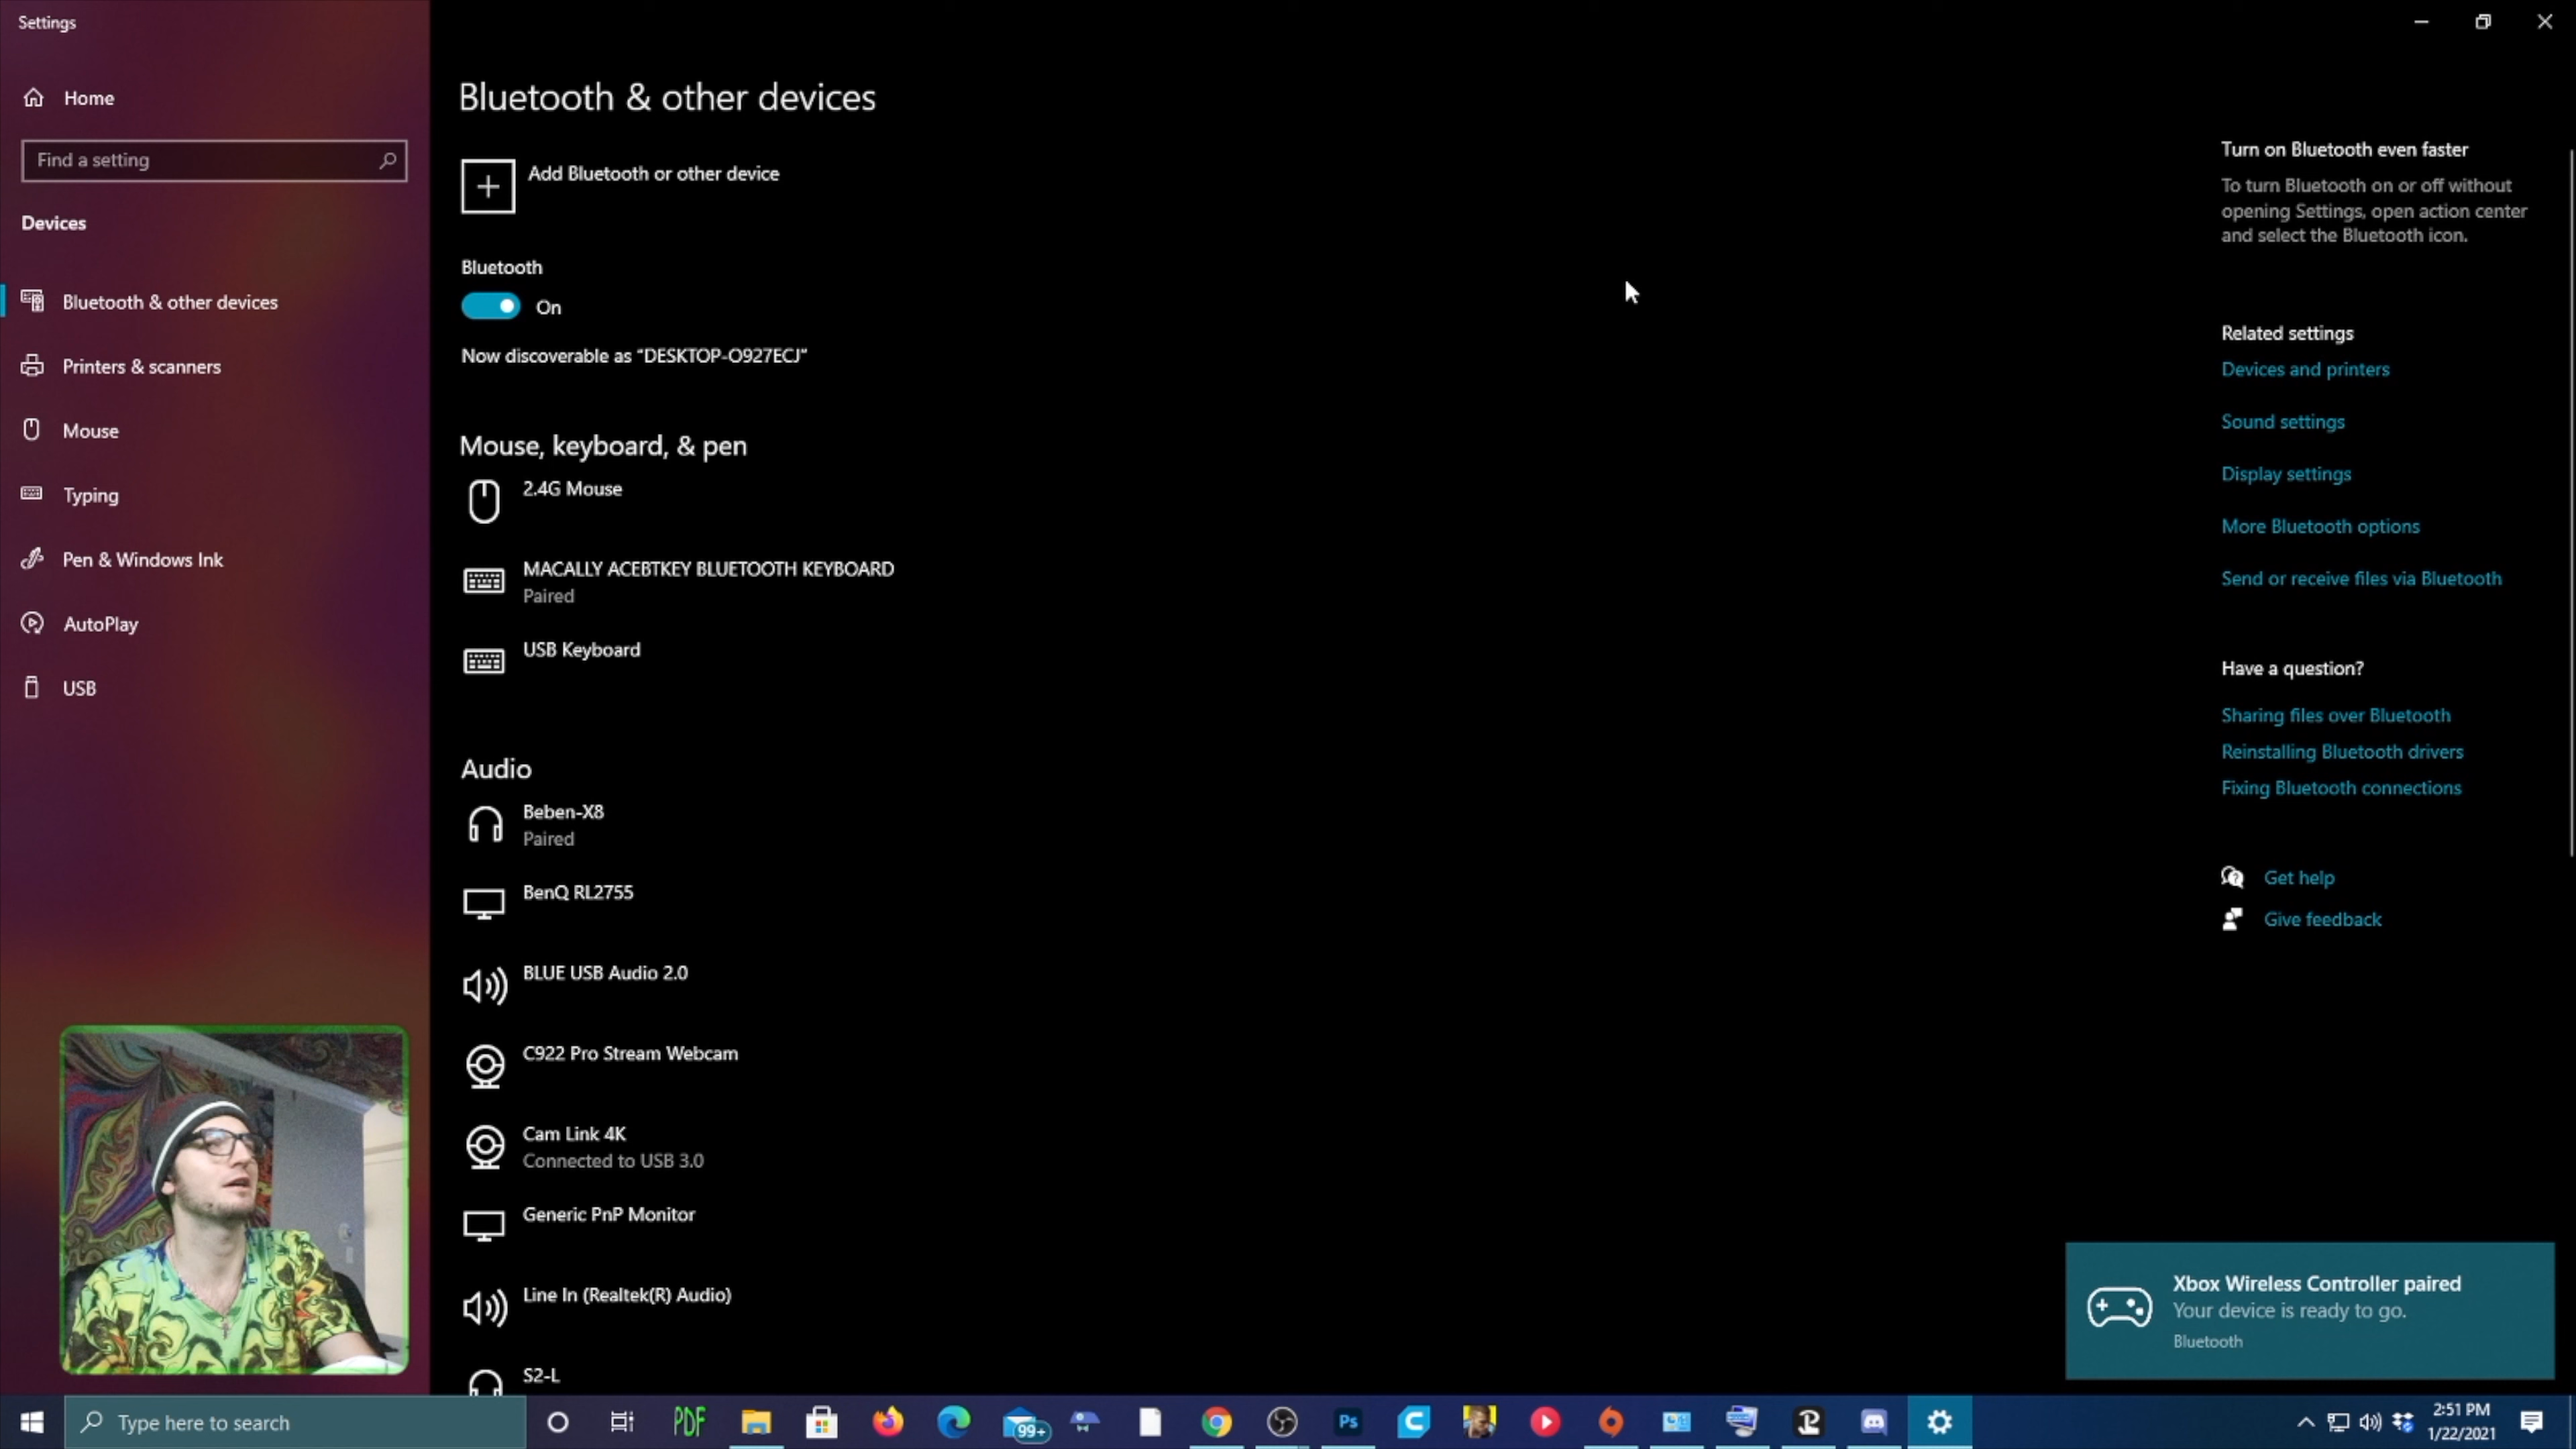 Settings
Home
Find a setting
Devices
Bluetooth & other devices
Printers & scanners
Mouse
Typing
Pen & Windows Ink
AutoPlay
USB
Bluetooth & other devices
Add Bluetooth or other device
Bluetooth
On
Now discoverable as “DESKTOP-O927ECJ”
Mouse, keyboard, & pen
2.4G Mouse
MACALLY ACEBTKEY BLUETOOTH KEYBOARD
Paired
USB Keyboard
Audio
Beben-X8
Paired
BenQ RL2755
BLUE USB Audio 2.0
C922 Pro Stream Webcam
Cam Link 4K
Connected to USB 3.0
Generic PnP Monitor
Line In (Realtek(R) Audio)
S2-L
Turn on Bluetooth even faster
To turn Bluetooth on or off without
opening Settings, open action center
and select the Bluetooth icon.
Related settings
Devices and printers
Sound settings
Display settings
More Bluetooth options
Send or receive files via Bluetooth
Have a question?
Sharing files over Bluetooth
Reinstalling Bluetooth drivers
Fixing Bluetooth connections
Get help
Give feedback
Xbox Wireless Controller paired
Your device is ready to go.
Bluetooth
Type here to search
PDF
99+
Ps
2:51 PM
1/22/2021